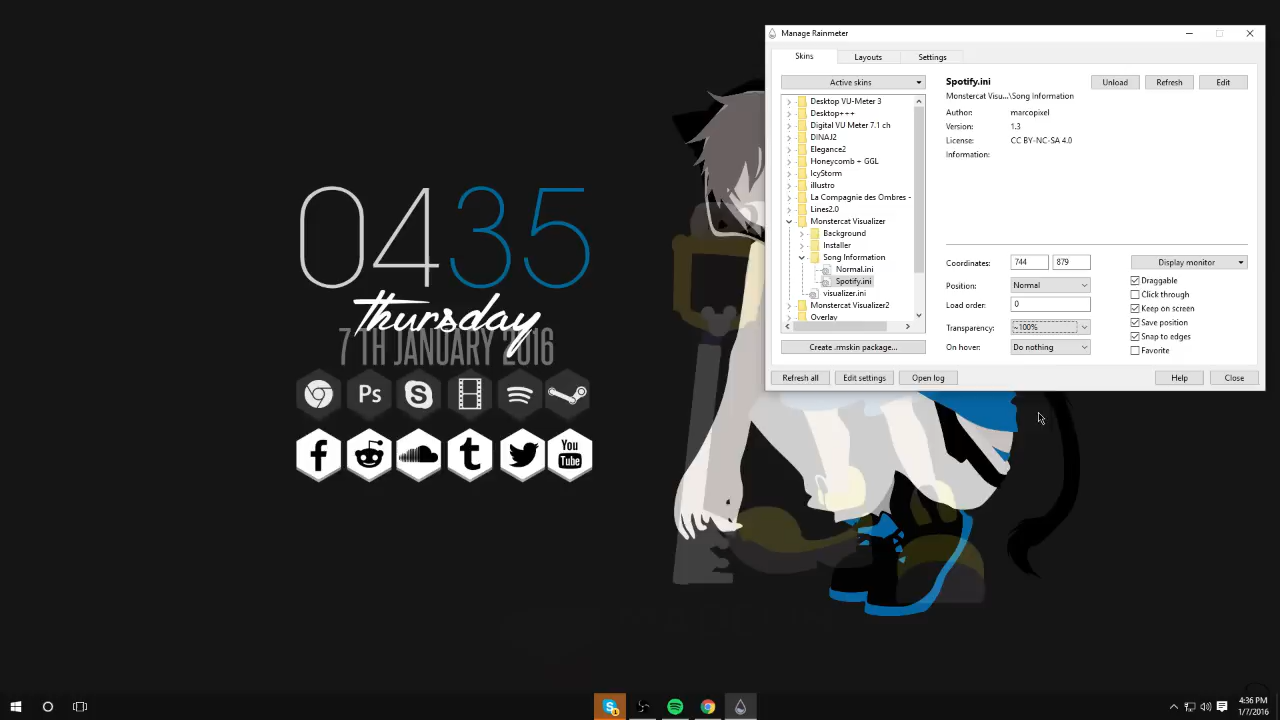 Manage Rainmeter
Skins
Layouts
Settings
Active skins
Desktop VU-Meter 3
Desktop+++
Digital VU Meter 7.1 ch
DINAJ2
Elegance2
Honeycomb + GGL
IcyStorm
illustro
La Compagnie des Ombres -
Lines2.0
Monstercat Visualizer
Background
Installer
Song Information
Normal.ini
Spotify.ini
visualizer.ini
Monstercat Visualizer2
Overlay
Create .rmskin package...
Spotify.ini
Unload
Refresh
Edit
Monstercat Visu...\Song Information
Author: marcopixel
Version: 1.3
License: CC BY-NC-SA 4.0
Information:
Coordinates: 744 879
Display monitor
Position: Normal
Load order: 0
Transparency: ~100%
On hover: Do nothing
Draggable
Click through
Keep on screen
Save position
Snap to edges
Favorite
Refresh all
Edit settings
Open log
Help
Close
0435
Thursday
7 TH JANUARY 2016
Ps
You
Tube
4:36 PM
1/7/2016